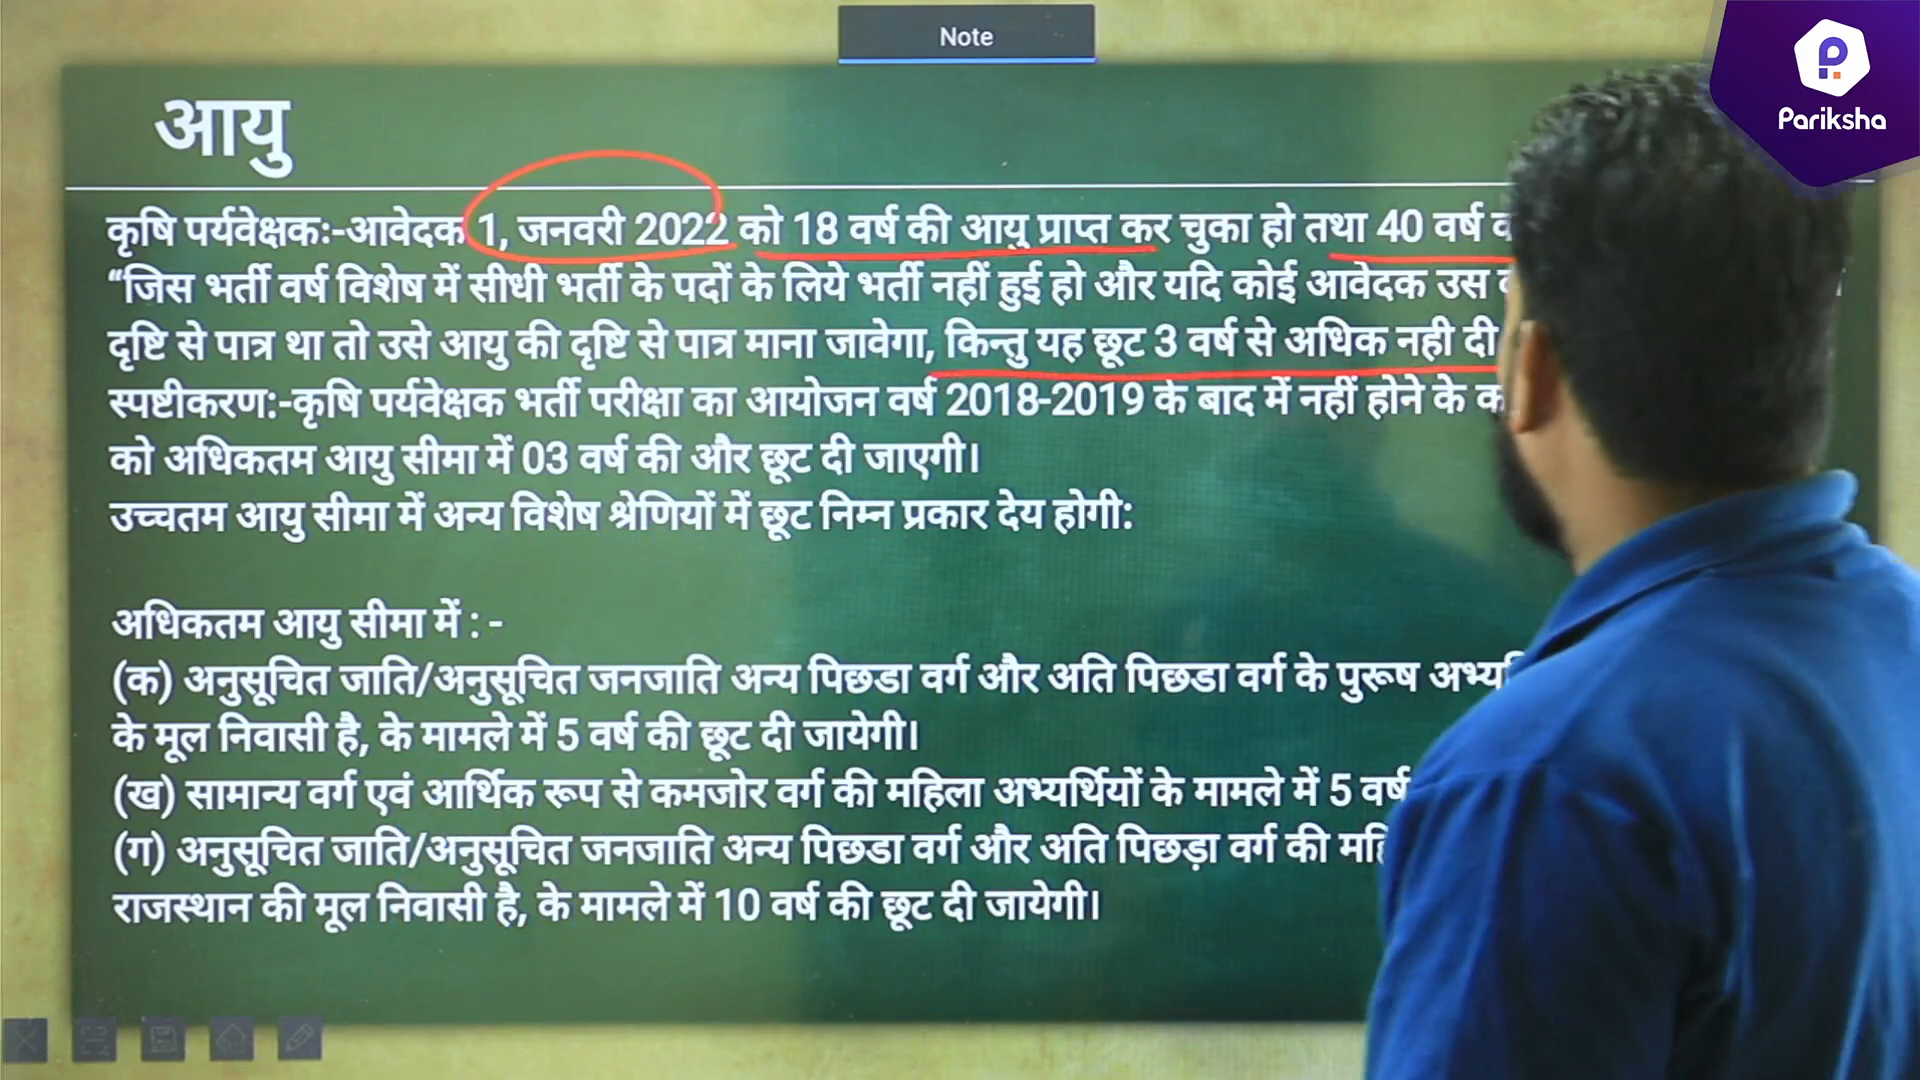 Note
Pariksha
आयु
कृषि पर्यवेक्षकः-आवेदक 1, जनवरी 2022 को 18 वर्ष की आयु प्राप्त कर चुका हो तथा 40 वर्ष
“जिस भर्ती वर्ष विशेष में सीधी भर्ती के पदों के लिये भर्ती नहीं हुई हो और यदि कोई आवेदक उस
दृष्टि से पात्र था तो उसे आयु की दृष्टि से पात्र माना जावेगा, किन्तु यह छूट 3 वर्ष से अधिक नही दी
स्पष्टीकरण:-कृषि पर्यवेक्षक भर्ती परीक्षा का आयोजन वर्ष 2018-2019 के बाद में नहीं होने के
को अधिकतम आयु सीमा में 03 वर्ष की और छूट दी जाएगी।
उच्चतम आयु सीमा में अन्य विशेष श्रेणियों में छूट निम्न प्रकार देय होगी:
अधिकतम आयु सीमा में : -
(क) अनुसूचित जाति/अनुसूचित जनजाति अन्य पिछडा वर्ग और अति पिछडा वर्ग के पुरूष
के मूल निवासी है, के मामले में 5 वर्ष की छूट दी जायेगी।
(ख) सामान्य वर्ग एवं आर्थिक रूप से कमजोर वर्ग की महिला अभ्यर्थियों के मामले में 5 वर्ष
(ग) अनुसूचित जाति/अनुसूचित जनजाति अन्य पिछडा वर्ग और अति पिछड़ा वर्ग की
राजस्थान की मूल निवासी है, के मामले में 10 वर्ष की छूट दी जायेगी।